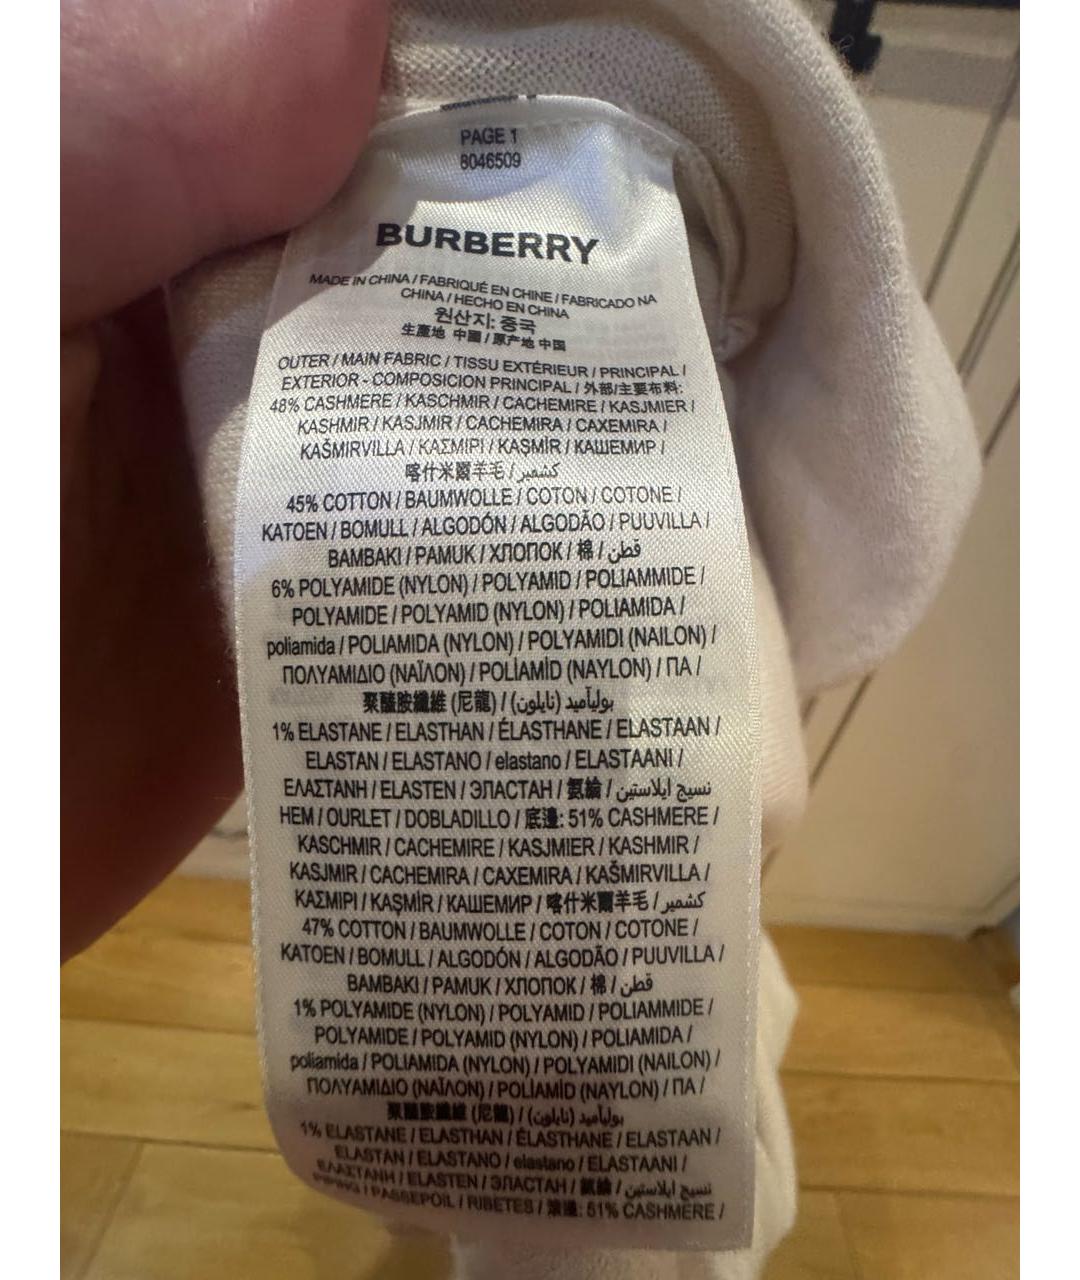 PAGE 1
8046509
BURBERRY
MADE IN CHINA / FABRIQUÉ EN CHINE / FABRICADO NA
CHINA / HECHO EN CHINA
원산지: 중국
生產地 中國 / 原产地 中国
OUTER / MAIN FABRIC / TISSU EXTÉRIEUR / PRINCIPAL /
EXTERIOR - COMPOSICION PRINCIPAL / 外部/主要布料:
48% CASHMERE / KASCHMIR / CACHEMIRE / KASJMIER /
KASHMIR / KASJMIR / CACHEMIRA / CAXEMIRA /
KAŠMIRVILLA / ΚΑΣΜΙΡΙ / KAŞMİR / КАШЕМИР /
喀什米爾羊毛 / كشمير
45% COTTON / BAUMWOLLE / COTON / COTONE /
KATOEN / BOMULL / ALGODÓN / ALGODÃO / PUUVILLA /
BAMBAKI / PAMUK / ХЛОПОК / 棉 / قطن
6% POLYAMIDE (NYLON) / POLYAMID / POLIAMMIDE /
POLYAMIDE / POLYAMID (NYLON) / POLIAMIDA /
poliamida / POLIAMIDA (NYLON) / POLYAMIDI (NAILON) /
ΠΟΛΥΑΜΙΔΙΟ (ΝΑΪΛΟΝ) / POLİAMİD (NAYLON) / ПА /
聚醯胺纖維 (尼龍) / بوليأميد (نايلون)
1% ELASTANE / ELASTHAN / ÉLASTHANE / ELASTAAN /
ELASTAN / ELASTANO / elastano / ELASTAANI /
ΕΛΑΣΤΑΝΗ / ELASTEN / ЭЛАСТАН / 氨綸 / نسيج ايلاستين
HEM / OURLET / DOBLADILLO / 底邊: 51% CASHMERE /
KASCHMIR / CACHEMIRE / KASJMIER / KASHMIR /
KASJMIR / CACHEMIRA / CAXEMIRA / KAŠMIRVILLA /
ΚΑΣΜΙΡΙ / KAŞMİR / КАШЕМИР / 喀什米爾羊毛 / كشمير
47% COTTON / BAUMWOLLE / COTON / COTONE /
KATOEN / BOMULL / ALGODÓN / ALGODÃO / PUUVILLA /
BAMBAKI / PAMUK / ХЛОПОК / 棉 / قطن
1% POLYAMIDE (NYLON) / POLYAMID / POLIAMMIDE /
POLYAMIDE / POLYAMID (NYLON) / POLIAMIDA /
poliamida / POLIAMIDA (NYLON) / POLYAMIDI (NAILON) /
ΠΟΛΥΑΜΙΔΙΟ (ΝΑΪΛΟΝ) / POLİAMİD (NAYLON) / ПА /
聚醯胺纖維 (尼龍) / بوليأميد (نايلون)
1% ELASTANE / ELASTHAN / ÉLASTHANE / ELASTAAN /
ELASTAN / ELASTANO / elastano / ELASTAANI /
ΕΛΑΣΤΑΝΗ / ELASTEN / ЭЛАСТАН / 氨綸 / نسيج ايلاستين
PIPING / PASSEPOIL / RIBETES / 滾邊: 51% CASHMERE /